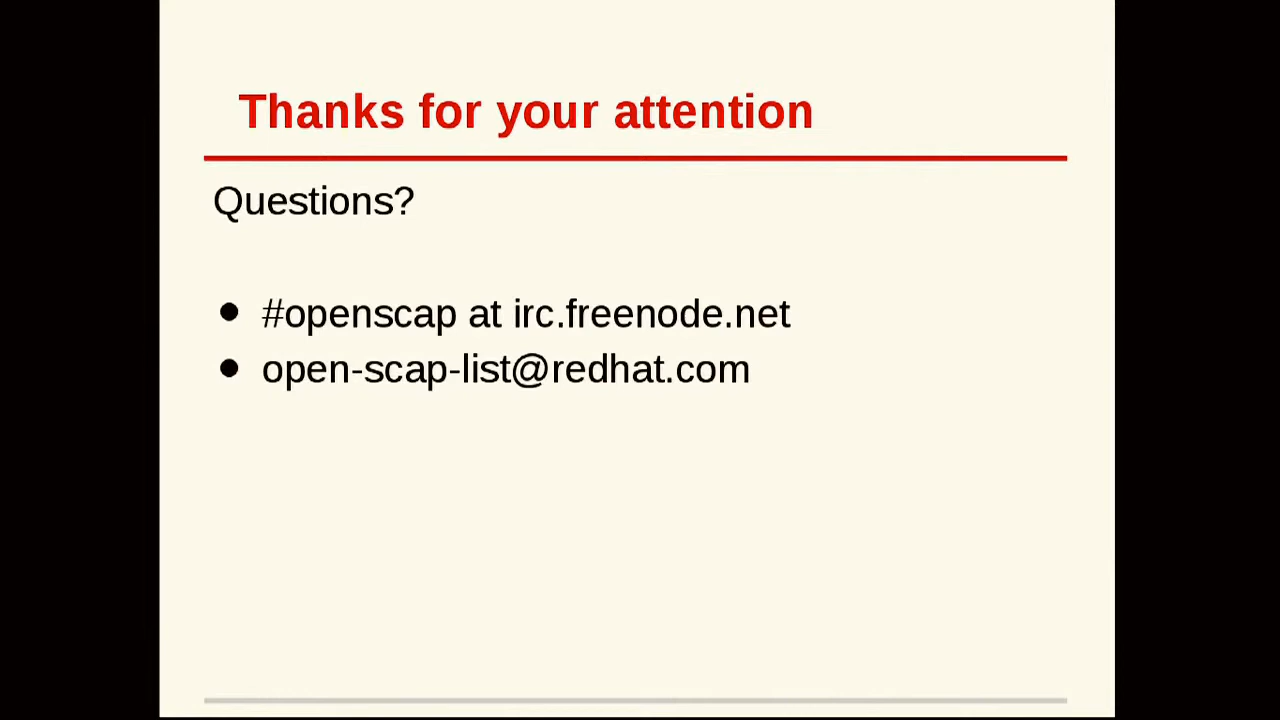 Thanks for your attention
Questions?
#openscap at irc.freenode.net
open-scap-list@redhat.com